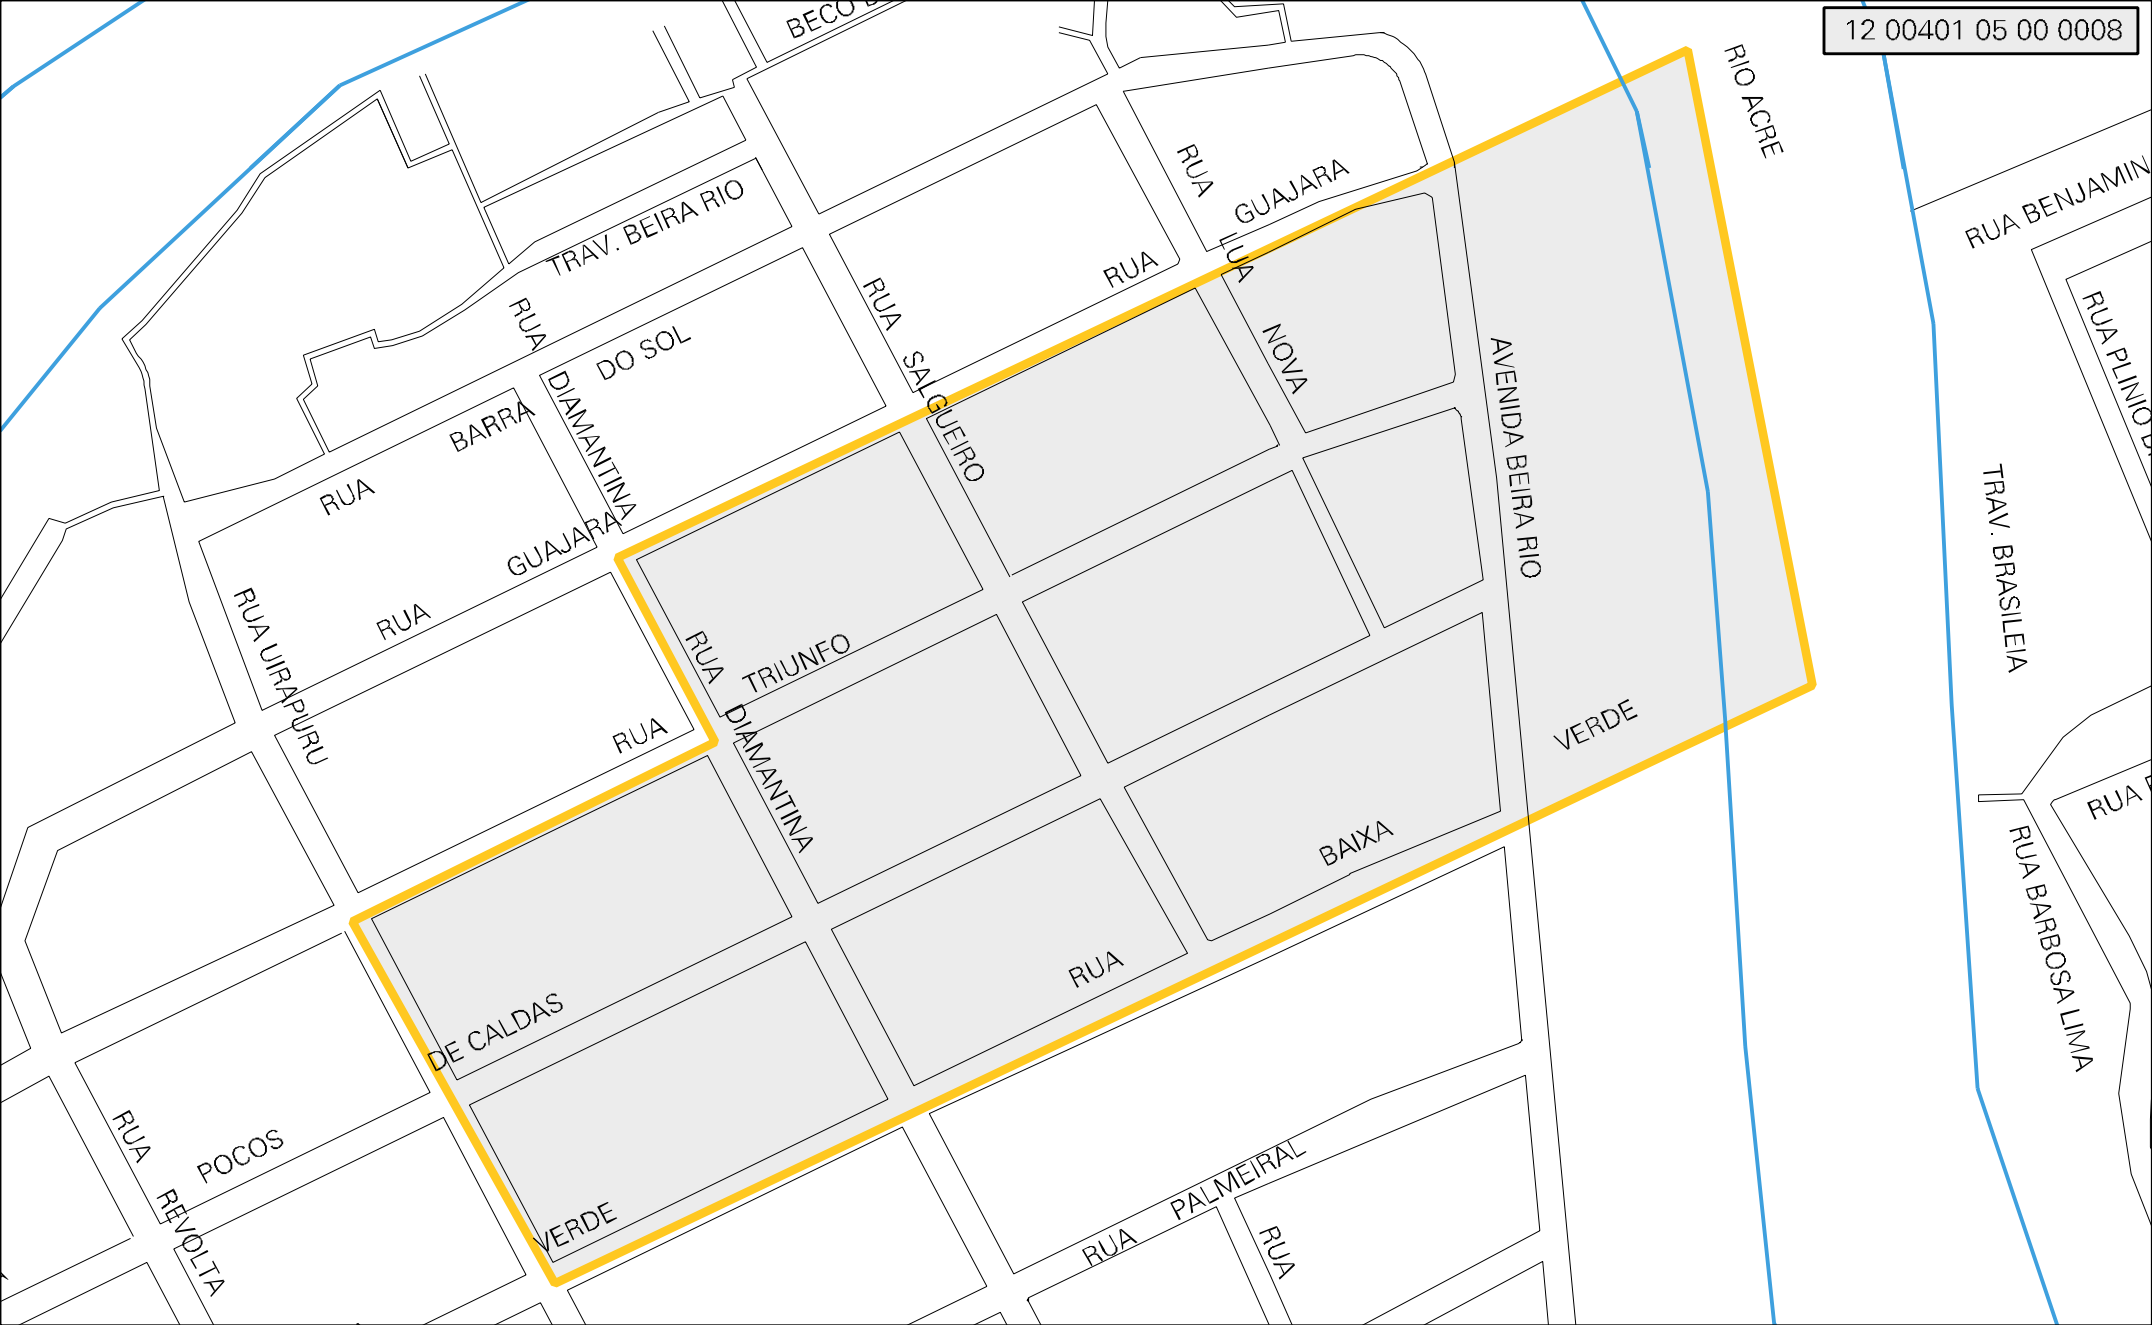 12 00401 05 00 0008
RIO ACRE
RUA BENJAMIN
RUA
GUAJARA
TRAV. BEIRA RIO
RUA
LUA
NOVA
RUA
SALGUEIRO
RUA
DIAMANTINA
DO SOL
BARRA
RUA
AVENIDA BEIRA RIO
RUA PLINIO
TRAV. BRASILEIA
GUAJARA
RUA
RUA UIRAPURU
RUA
RUA
DIAMANTINA
TRIUNFO
VERDE
BAIXA
RUA
RUA
RUA BARBOSA LIMA
DE CALDAS
POCOS
RUA
REVOLTA
VERDE
RUA
PALMEIRAL
RUA
BECO